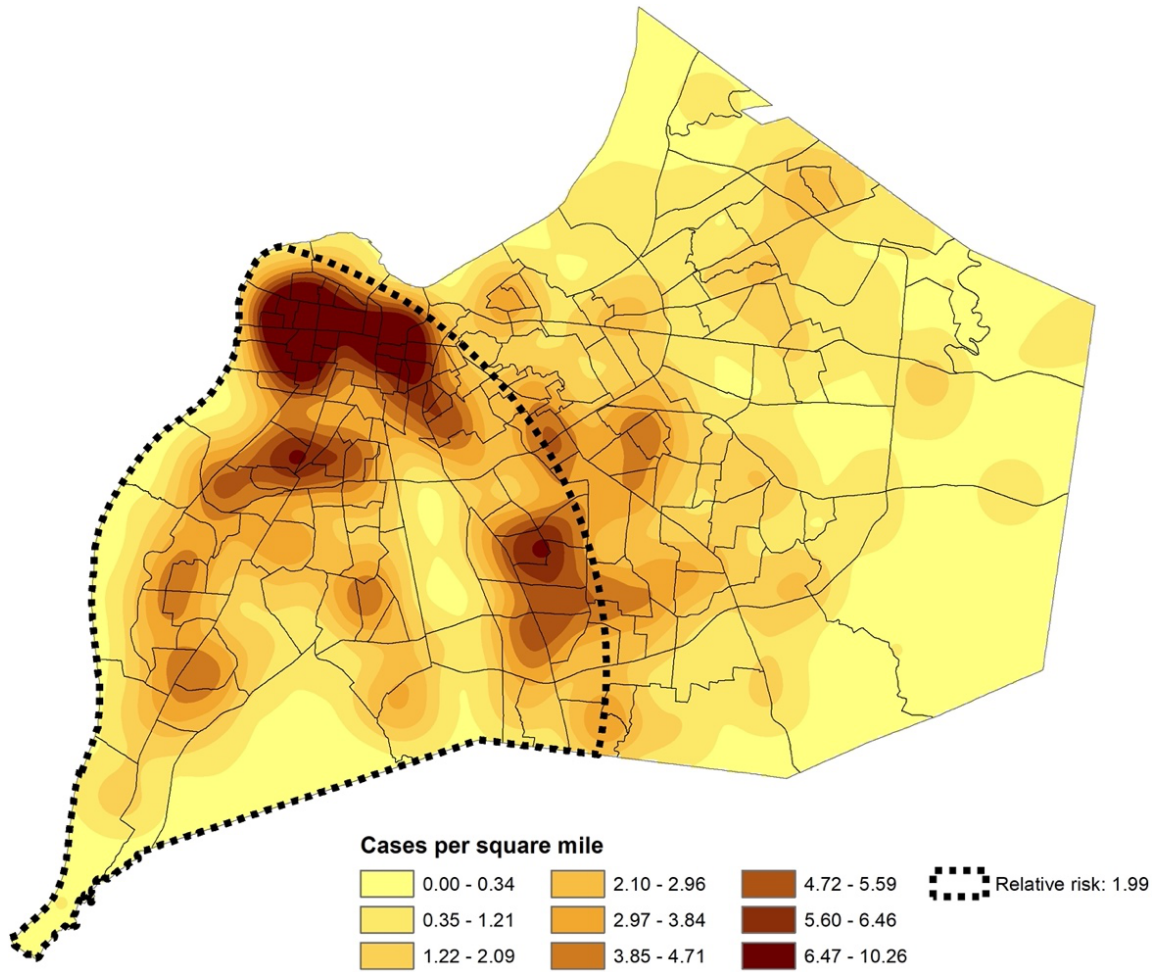 Cases per square mile
0.00 - 0.34
0.35 - 1.21
1.22 - 2.09
2.10 - 2.96
2.97 - 3.84
3.85 - 4.71
4.72 - 5.59
5.60 - 6.46
6.47 - 10.26
Relative risk: 1.99